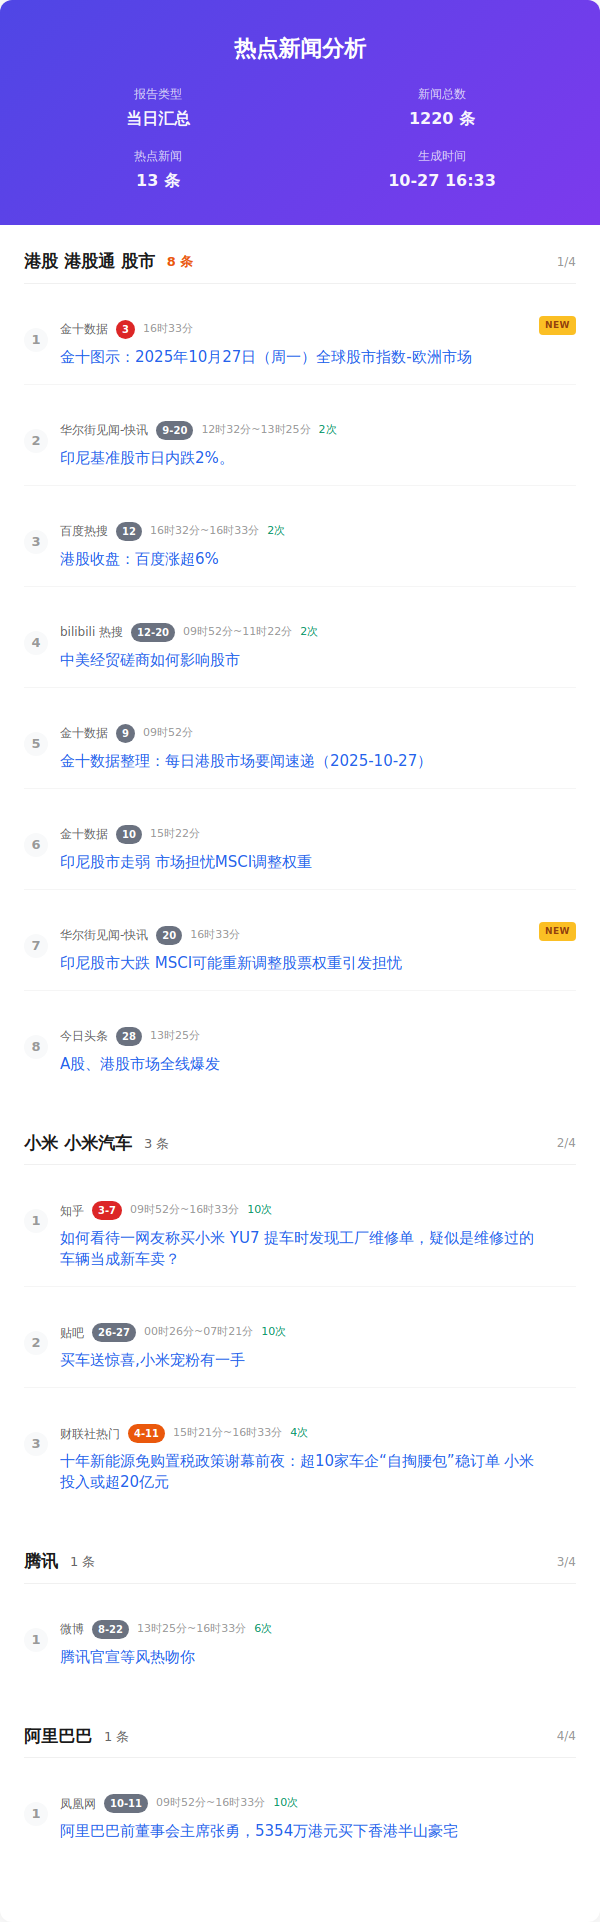 热点新闻分析
报告类型
新闻总数
当日汇总
1220 条
热点新闻
生成时间
13 条
10-27 16:33
港股 港股通 股市 8 条 1/4
1 金十数据 3 16时33分 NEW
金十图示：2025年10月27日（周一）全球股市指数-欧洲市场
2 华尔街见闻-快讯 9-20 12时32分~13时25分 2次
印尼基准股市日内跌2%。
3 百度热搜 12 16时32分~16时33分 2次
港股收盘：百度涨超6%
4 bilibili 热搜 12-20 09时52分~11时22分 2次
中美经贸磋商如何影响股市
5 金十数据 9 09时52分
金十数据整理：每日港股市场要闻速递（2025-10-27）
6 金十数据 10 15时22分
印尼股市走弱 市场担忧MSCI调整权重
7 华尔街见闻-快讯 20 16时33分 NEW
印尼股市大跌 MSCI可能重新调整股票权重引发担忧
8 今日头条 28 13时25分
A股、港股市场全线爆发
小米 小米汽车 3 条 2/4
1 知乎 3-7 09时52分~16时33分 10次
如何看待一网友称买小米 YU7 提车时发现工厂维修单，疑似是维修过的
车辆当成新车卖？
2 贴吧 26-27 00时26分~07时21分 10次
买车送惊喜,小米宠粉有一手
3 财联社热门 4-11 15时21分~16时33分 4次
十年新能源免购置税政策谢幕前夜：超10家车企“自掏腰包”稳订单 小米
投入或超20亿元
腾讯 1 条 3/4
1 微博 8-22 13时25分~16时33分 6次
腾讯官宣等风热吻你
阿里巴巴 1 条 4/4
1 凤凰网 10-11 09时52分~16时33分 10次
阿里巴巴前董事会主席张勇，5354万港元买下香港半山豪宅